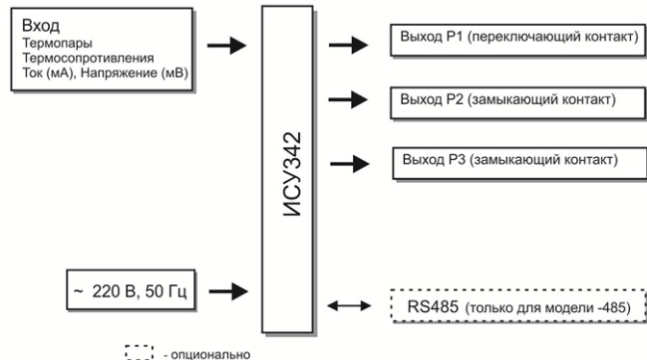 Вход
Термопары
Термосопротивления
Ток (мА), Напряжение (мВ)
ИСУ342
Выход Р1 (переключающий контакт)
Выход Р2 (замыкающий контакт)
Выход Р3 (замыкающий контакт)
~ 220 В, 50 Гц
RS485 (только для модели -485)
- опционально